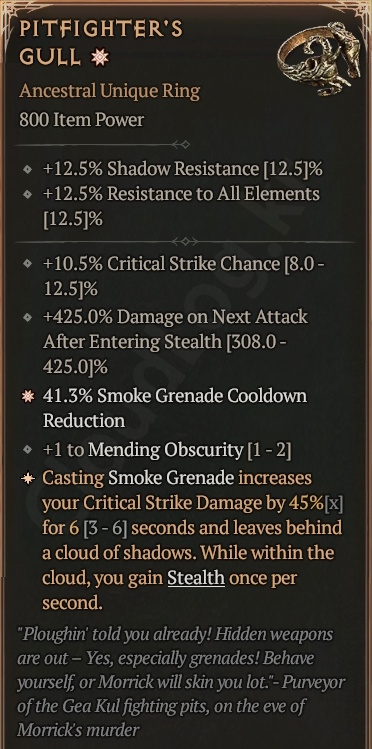 PITFIGHTER'S
GULL
Ancestral Unique Ring
800 Item Power
+12.5% Shadow Resistance [12.5]%
+12.5% Resistance to All Elements
[12.5]%
+10.5% Critical Strike Chance [8.0 -
12.5]%
+425.0% Damage on Next Attack
After Entering Stealth [308.0 -
425.0]%
41.3% Smoke Grenade Cooldown
Reduction
+1 to Mending Obscurity [1 - 2]
Casting Smoke Grenade increases
your Critical Strike Damage by 45%[x]
for 6 [3 - 6] seconds and leaves behind
a cloud of shadows. While within the
cloud, you gain Stealth once per
second.
"Ploughin' told you already! Hidden weapons
are out – Yes, especially grenades! Behave
yourself, or Morrick will skin you lot."- Purveyor
of the Gea Kul fighting pits, on the eve of
Morrick's murder